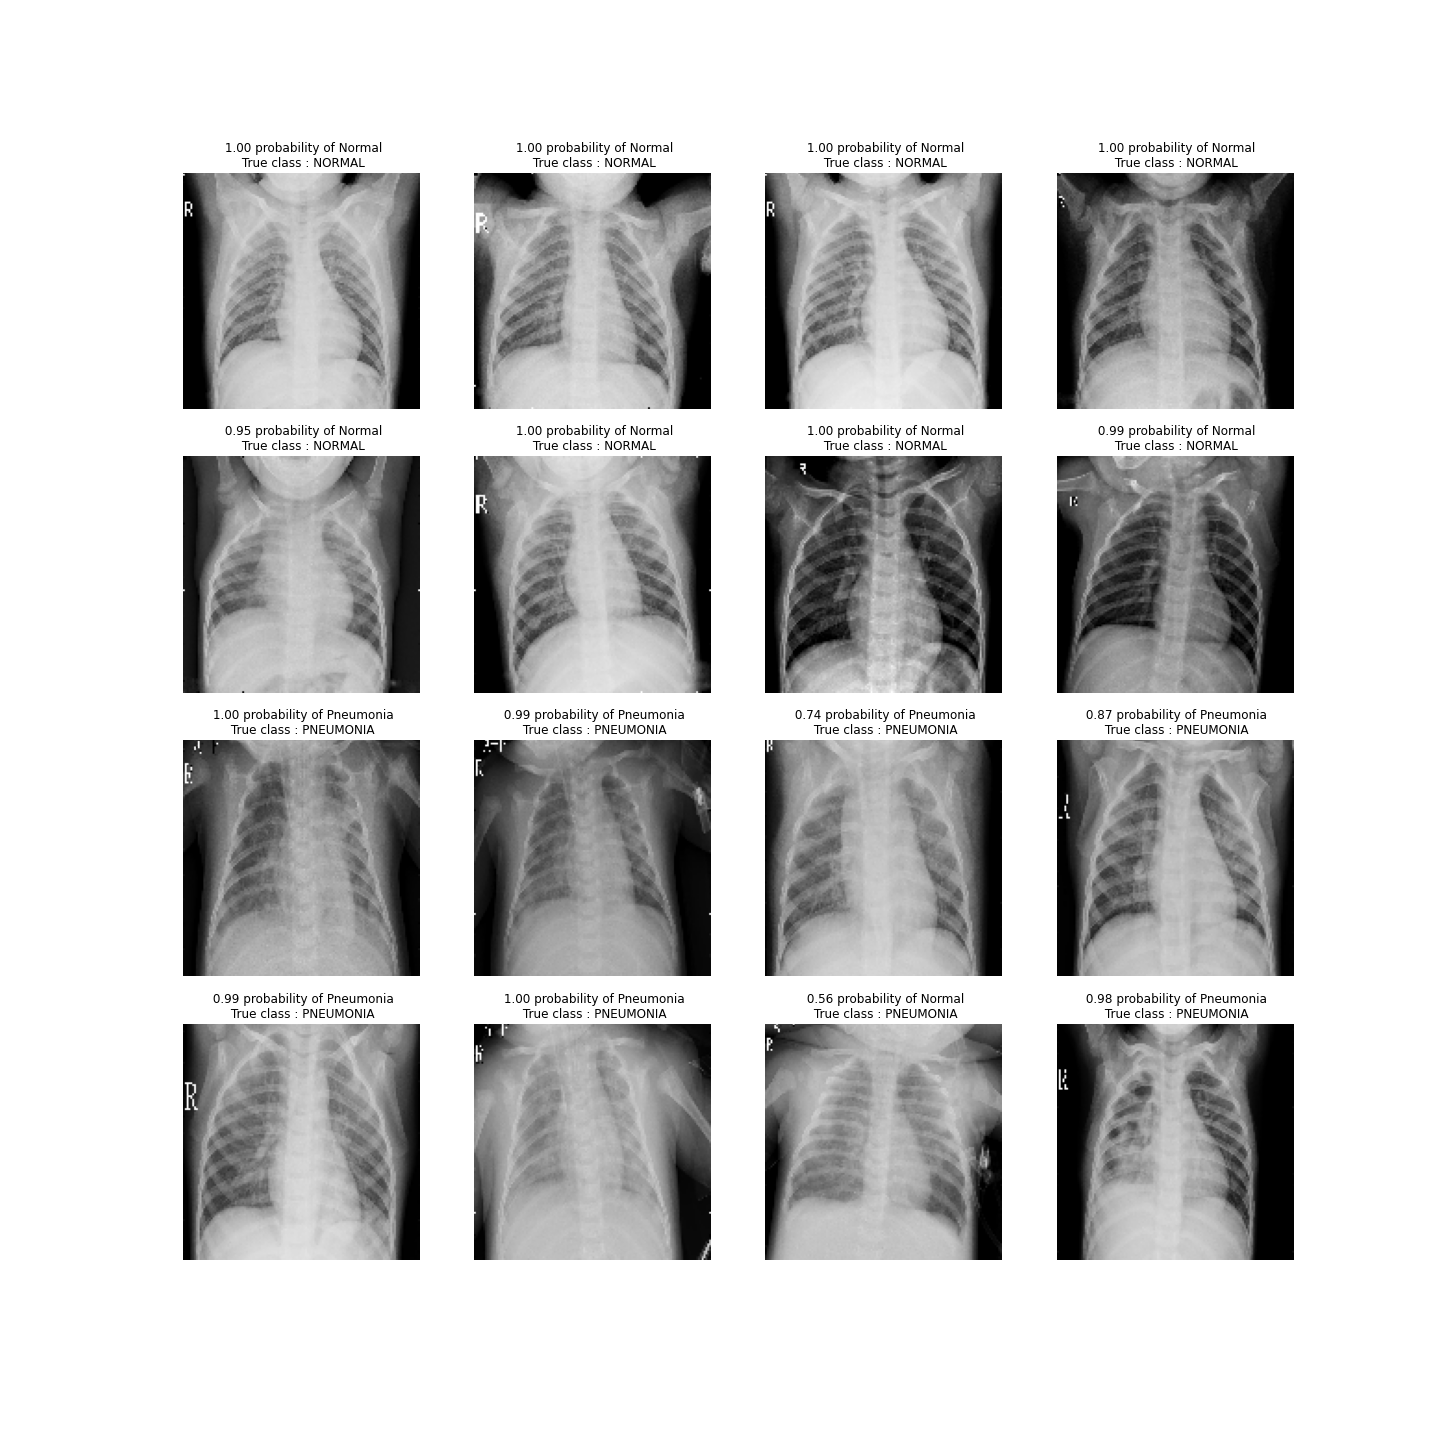 1.00 probability of Normal
True class : NORMAL
1.00 probability of Normal
True class : NORMAL
1.00 probability of Normal
True class : NORMAL
1.00 probability of Normal
True class : NORMAL
R
R
R
0.95 probability of Normal
True class : NORMAL
1.00 probability of Normal
True class : NORMAL
1.00 probability of Normal
True class : NORMAL
0.99 probability of Normal
True class : NORMAL
R
1.00 probability of Pneumonia
True class : PNEUMONIA
0.99 probability of Pneumonia
True class : PNEUMONIA
0.74 probability of Pneumonia
True class : PNEUMONIA
0.87 probability of Pneumonia
True class : PNEUMONIA
0.99 probability of Pneumonia
True class : PNEUMONIA
1.00 probability of Pneumonia
True class : PNEUMONIA
0.56 probability of Normal
True class : PNEUMONIA
0.98 probability of Pneumonia
True class : PNEUMONIA
R